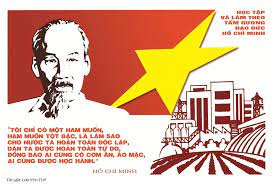 HỌC TẬP
VÀ LÀM THEO
TẤM GƯƠNG
ĐẠO ĐỨC
HỒ CHÍ MINH
"TÔI CHỈ CÓ MỘT HAM MUỐN,
HAM MUỐN TỘT BẬC, LÀ LÀM SAO
CHO NƯỚC TA HOÀN TOÀN ĐỘC LẬP,
DÂN TA ĐƯỢC HOÀN TOÀN TỰ DO,
ĐỒNG BÀO AI CŨNG CÓ CƠM ĂN, ÁO MẶC,
AI CŨNG ĐƯỢC HỌC HÀNH".
HỒ CHÍ MINH
Tác giả: